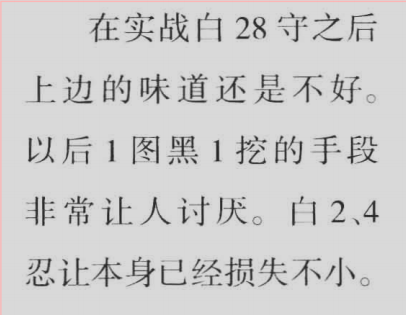 在实战白 28 守之后
上边的味道还是不好。
以后 1 图黑 1 挖的手段
非常让人讨厌。白 2、4
忍让本身已经损失不小。